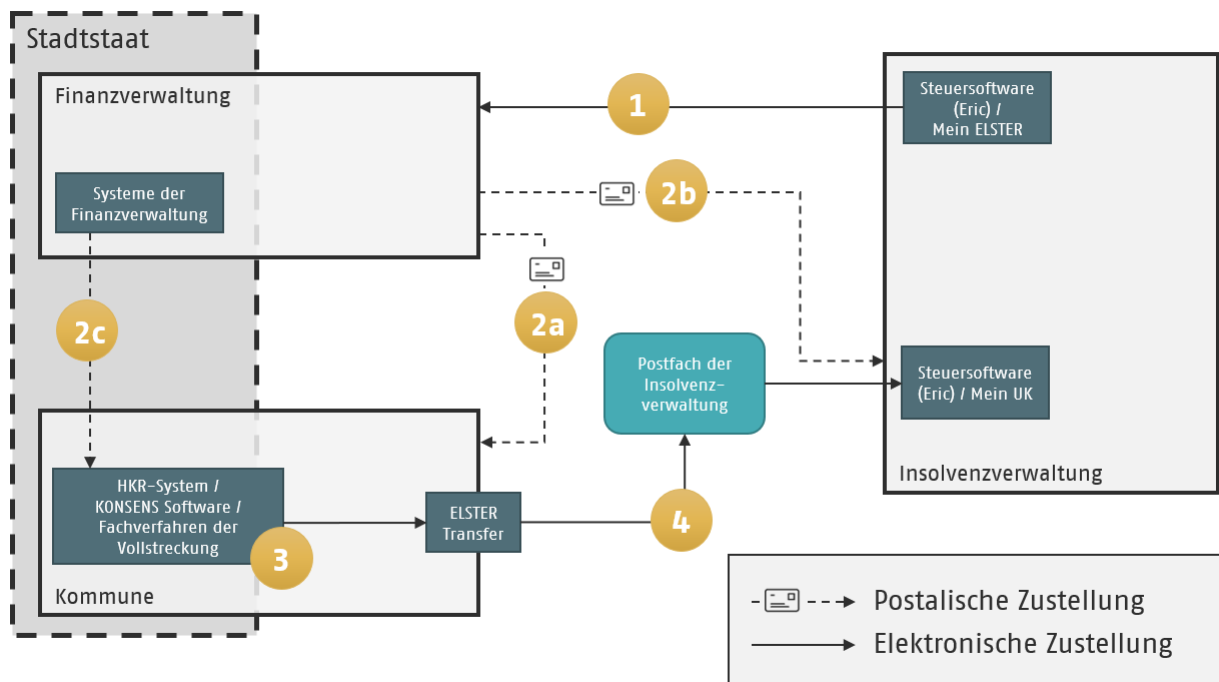 Stadtstaat
Finanzverwaltung
Systeme der
Finanzverwaltung
1
Steuersoftware
(Eric) /
Mein ELSTER
2b
2a
2c
Postfach der
Insolvenz-
verwaltung
Steuersoftware
(Eric) / Mein UK
Insolvenzverwaltung
HKR-System /
KONSENS Software /
Fachverfahren der
Vollstreckung
3
ELSTER
Transfer
4
Kommune
Postalische Zustellung
Elektronische Zustellung